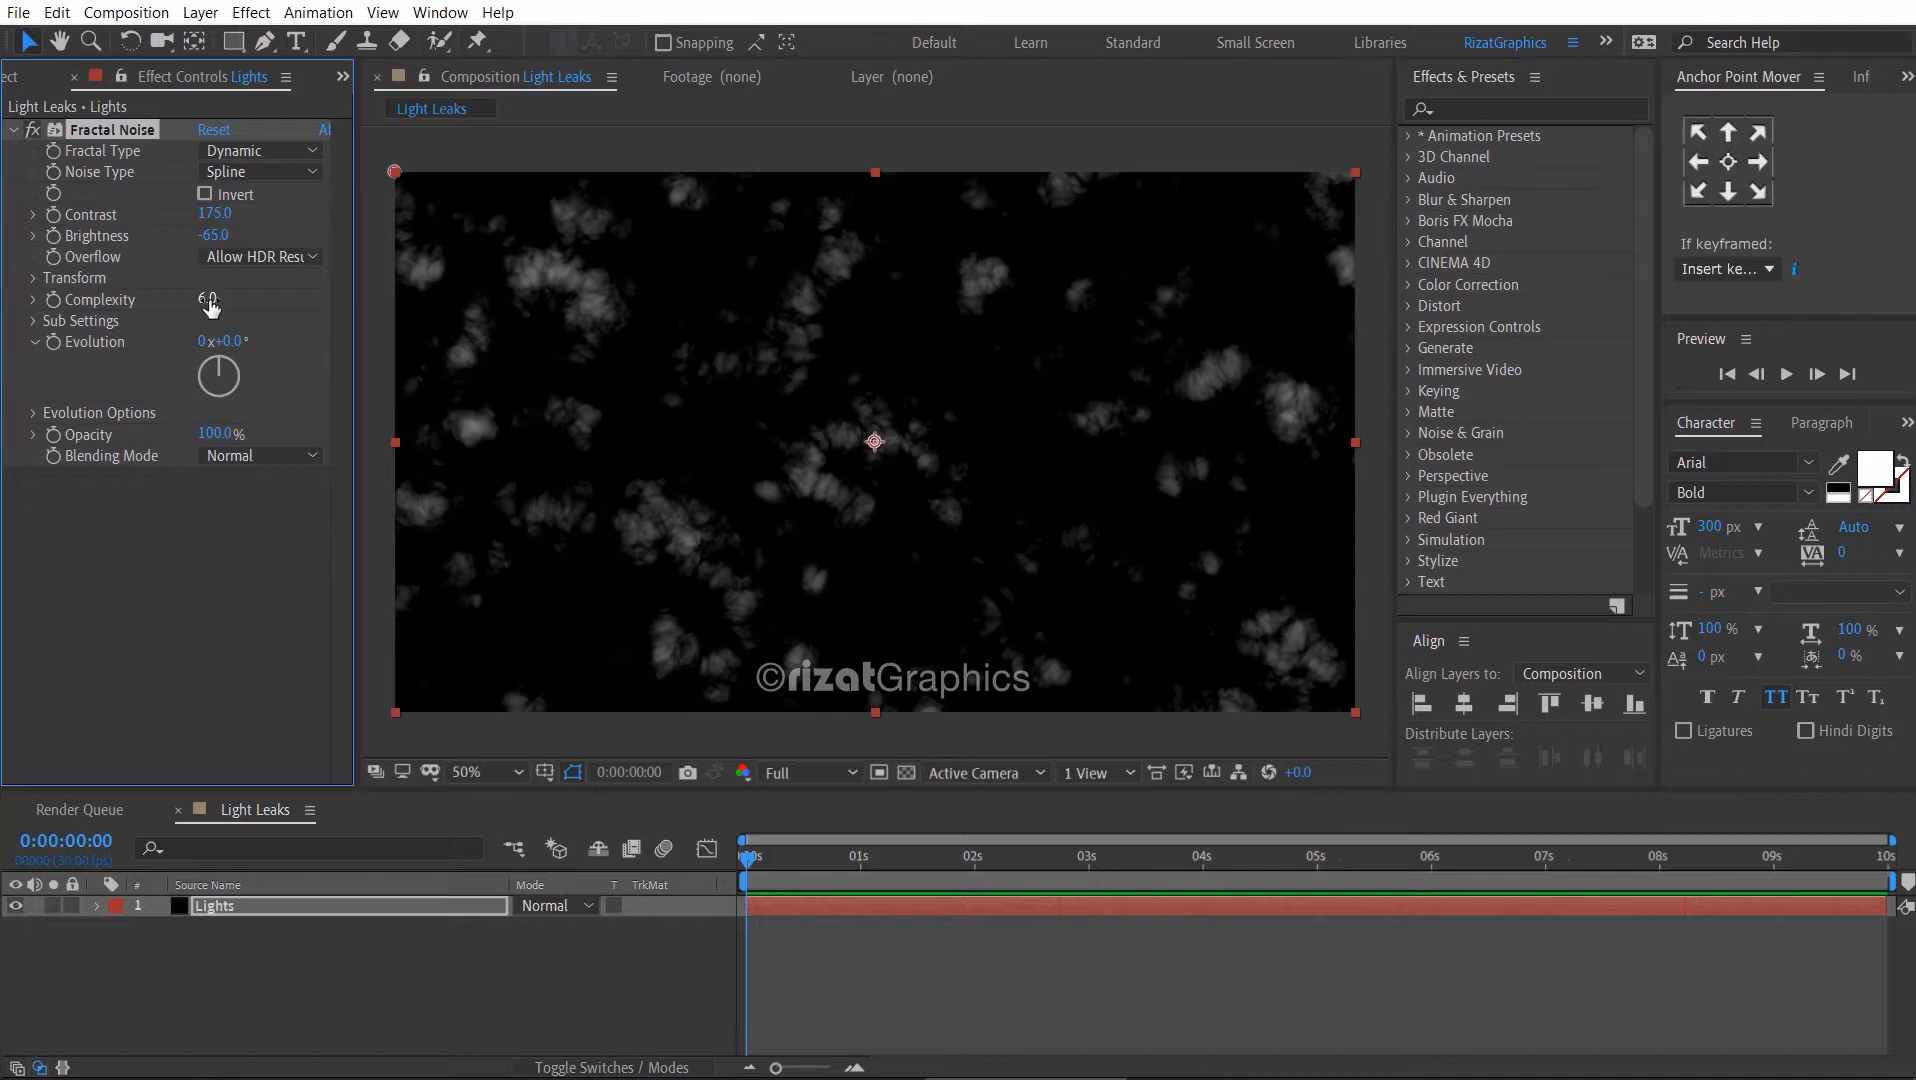 File Edit Composition Layer Effect Animation View Window Help
Snapping Default Learn Standard Small Screen Libraries RizatGraphics Search Help
ect Effect Controls Lights
Light Leaks • Lights
fx Fractal Noise Reset
Fractal Type Dynamic
Noise Type Spline
Invert
Contrast 175.0
Brightness -65.0
Overflow Allow HDR Resu
Transform
Complexity 6.0
Sub Settings
Evolution 0x+0.0°
Evolution Options
Opacity 100.0%
Blending Mode Normal
Composition Light Leaks Footage (none) Layer (none)
Light Leaks
©rizatGraphics
50% 0:00:00:00 Full Active Camera 1 View +0.0
Effects & Presets
* Animation Presets
3D Channel
Audio
Blur & Sharpen
Boris FX Mocha
Channel
CINEMA 4D
Color Correction
Distort
Expression Controls
Generate
Immersive Video
Keying
Matte
Noise & Grain
Obsolete
Perspective
Plugin Everything
Red Giant
Simulation
Stylize
Text
Align
Align Layers to: Composition
Distribute Layers:
Anchor Point Mover Inf
If keyframed:
Insert ke... i
Preview
Character Paragraph
Arial
Bold
300 px Auto
Metrics 0
- px
100 % 100 %
0 px 0 %
T T TT Tt T¹ T₁
Ligatures Hindi Digits
Render Queue Light Leaks
0:00:00:00
00000 (30.00 fps)
01s 02s 03s 04s 05s 06s 07s 08s 09s 10s
# Source Name Mode T TrkMat
1 Lights Normal
Toggle Switches / Modes